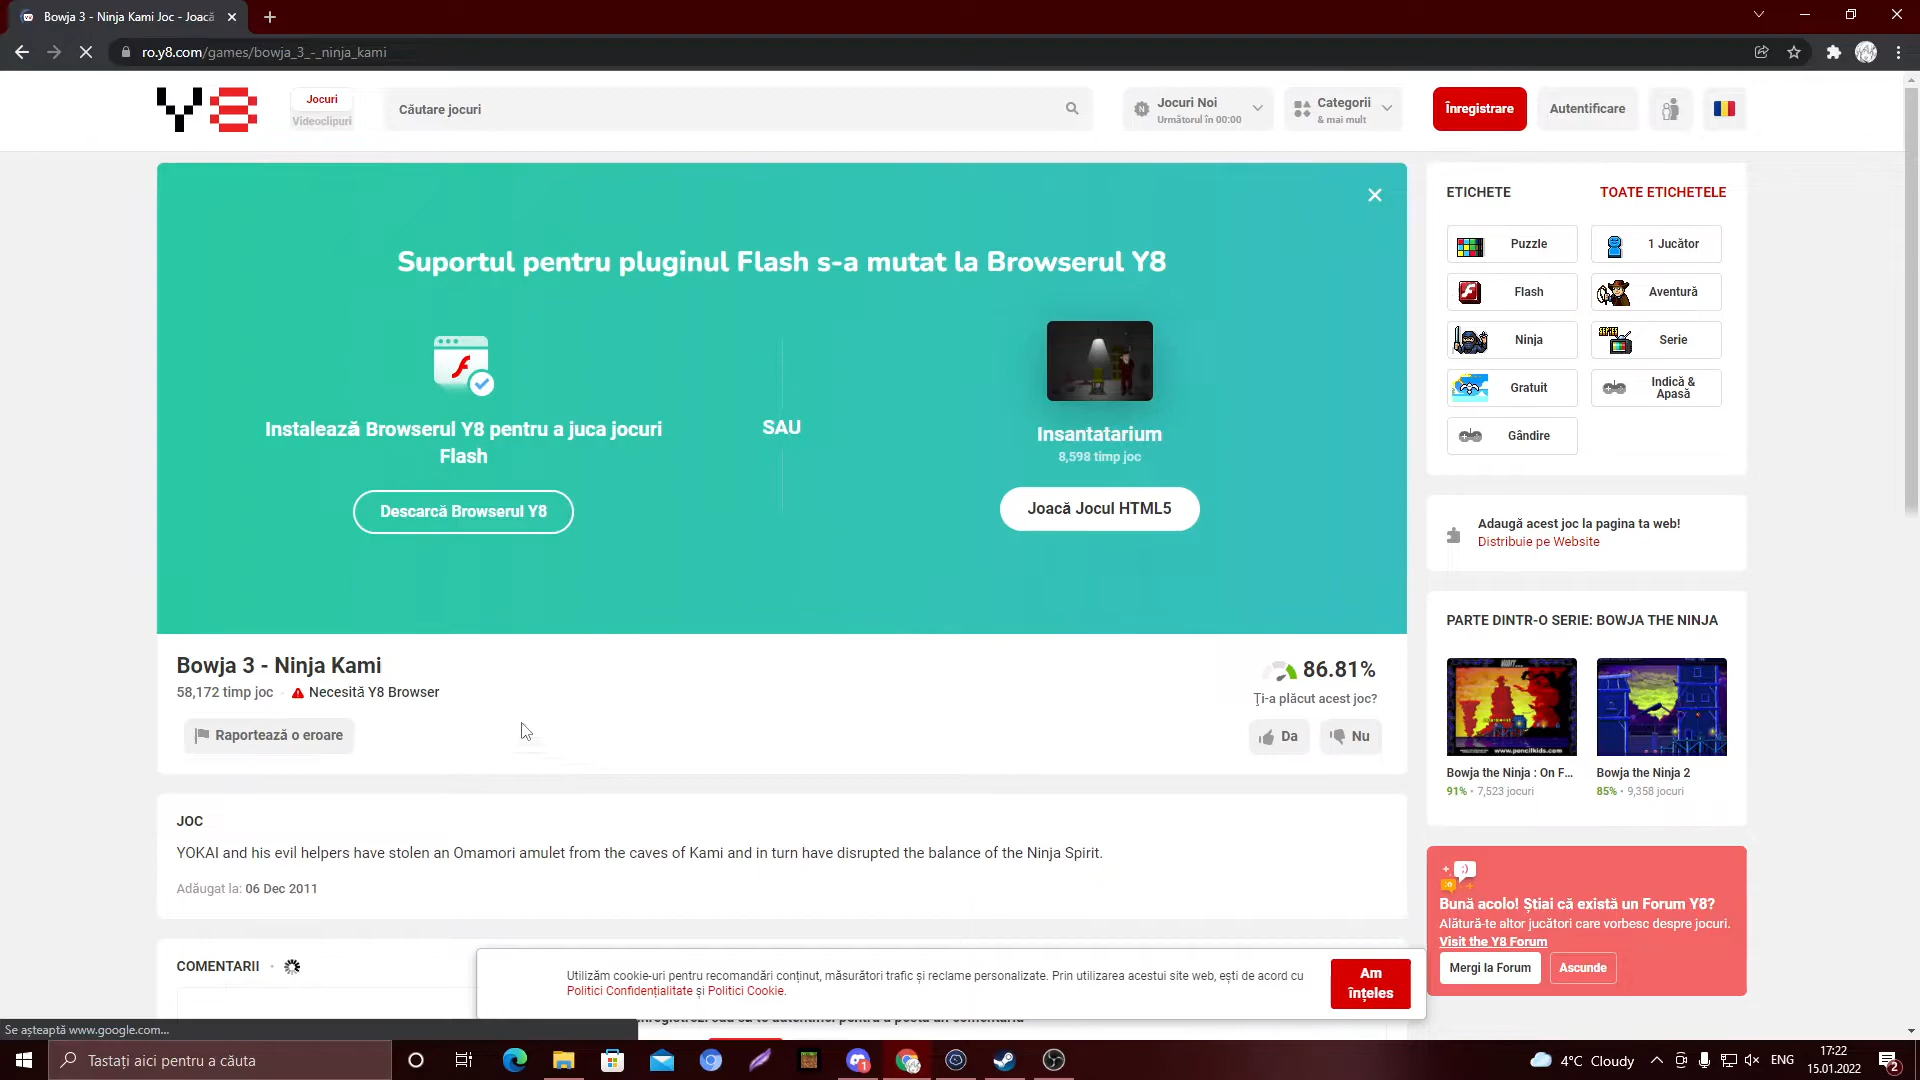 Bowja 3 - Ninja Kami Joc - Joacă
ro.y8.com/games/bowja_3_-_ninja_kami
Y8
Jocuri
Videoclipuri
Căutare jocuri
Jocuri Noi
Următorul în 00:00
Categorii
& mai mult
Înregistrare
Autentificare
Suportul pentru pluginul Flash s-a mutat la Browserul Y8
Instalează Browserul Y8 pentru a juca jocuri
Flash
Descarcă Browserul Y8
SAU
Insantatarium
8,598 timp joc
Joacă Jocul HTML5
ETICHETE
TOATE ETICHETELE
Puzzle
1 Jucător
Flash
Aventură
Ninja
SERIES
Serie
Gratuit
Indică &
Apasă
Gândire
Adaugă acest joc la pagina ta web!
Distribuie pe Website
PARTE DINTR-O SERIE: BOWJA THE NINJA
www.pencilkids.com
Bowja the Ninja : On F...
91% • 7,523 jocuri
Bowja the Ninja 2
85% • 9,358 jocuri
Bowja 3 - Ninja Kami
58,172 timp joc
Necesită Y8 Browser
Raportează o eroare
86.81%
Ți-a plăcut acest joc?
Da
Nu
JOC
YOKAI and his evil helpers have stolen an Omamori amulet from the caves of Kami and in turn have disrupted the balance of the Ninja Spirit.
Adăugat la: 06 Dec 2011
COMENTARII
Bună acolo! Știai că există un Forum Y8?
Alătură-te altor jucători care vorbesc despre jocuri.
Visit the Y8 Forum
Mergi la Forum
Ascunde
Utilizăm cookie-uri pentru recomandări conținut, măsurători trafic și reclame personalizate. Prin utilizarea acestui site web, ești de acord cu
Politici Confidențialitate și Politici Cookie.
Am
înțeles
Se așteaptă www.google.com...
Tastați aici pentru a căuta
4°C Cloudy
ENG
17:22
15.01.2022
2